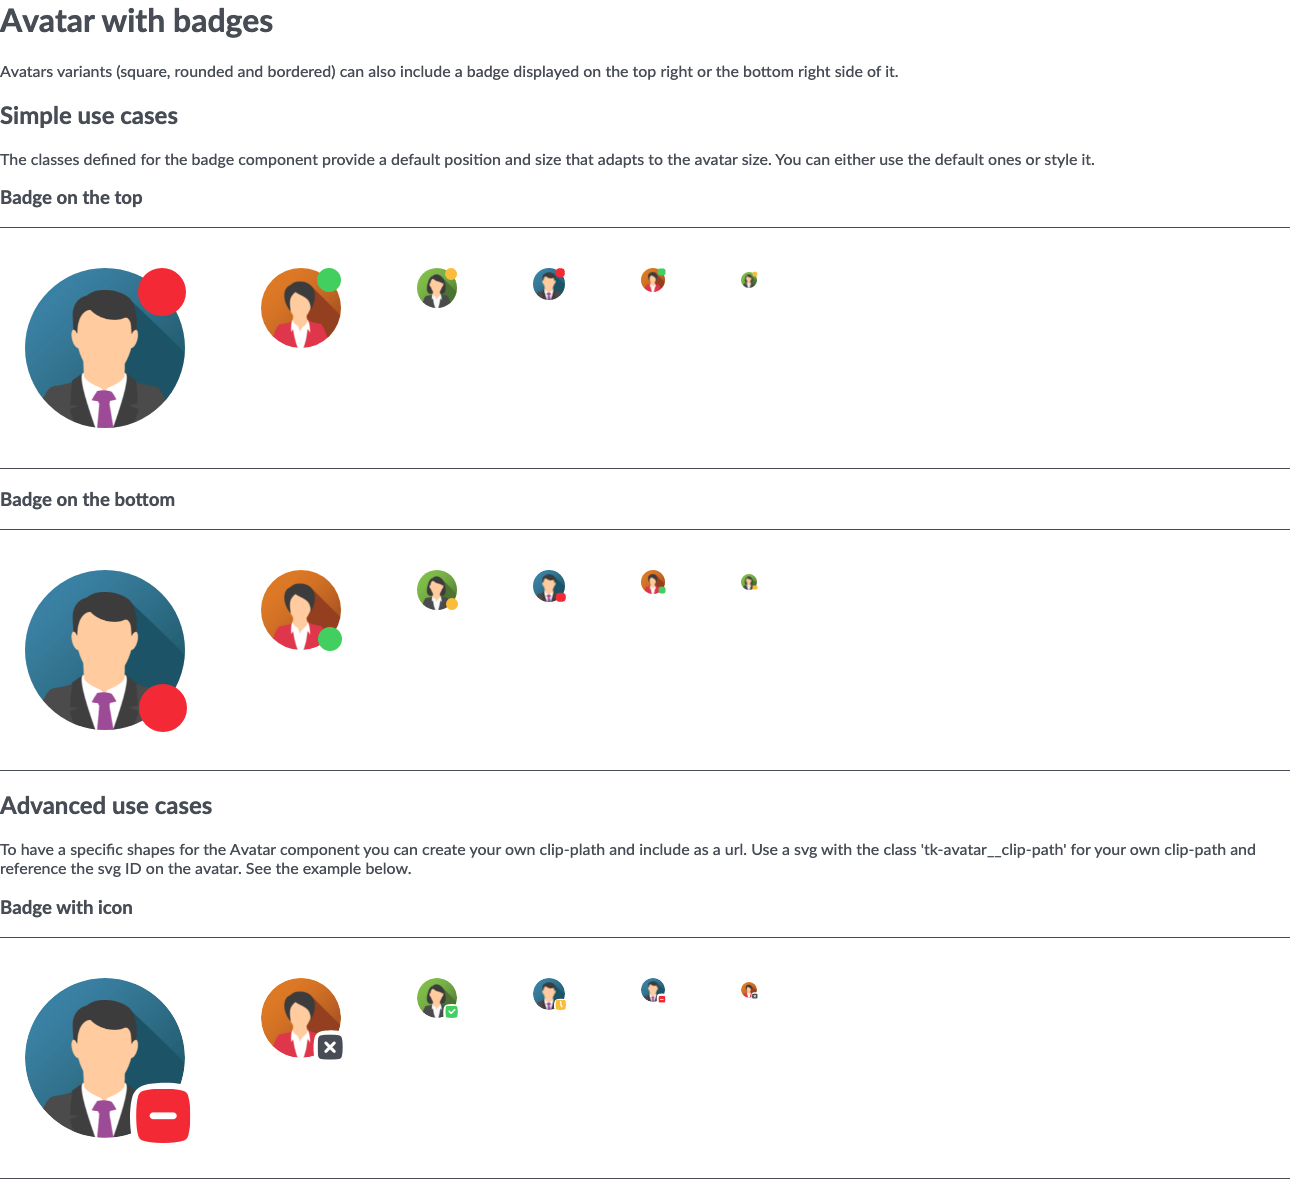 Avatar with badges
Avatars variants (square, rounded and bordered) can also include a badge displayed on the top right or the bottom right side of it.
Simple use cases
The classes defined for the badge component provide a default position and size that adapts to the avatar size. You can either use the default ones or style it.
Badge on the top
Badge on the bottom
Advanced use cases
To have a specific shapes for the Avatar component you can create your own clip-plath and include as a url. Use a svg with the class 'tk-avatar__clip-path' for your own clip-path and
reference the svg ID on the avatar. See the example below.
Badge with icon